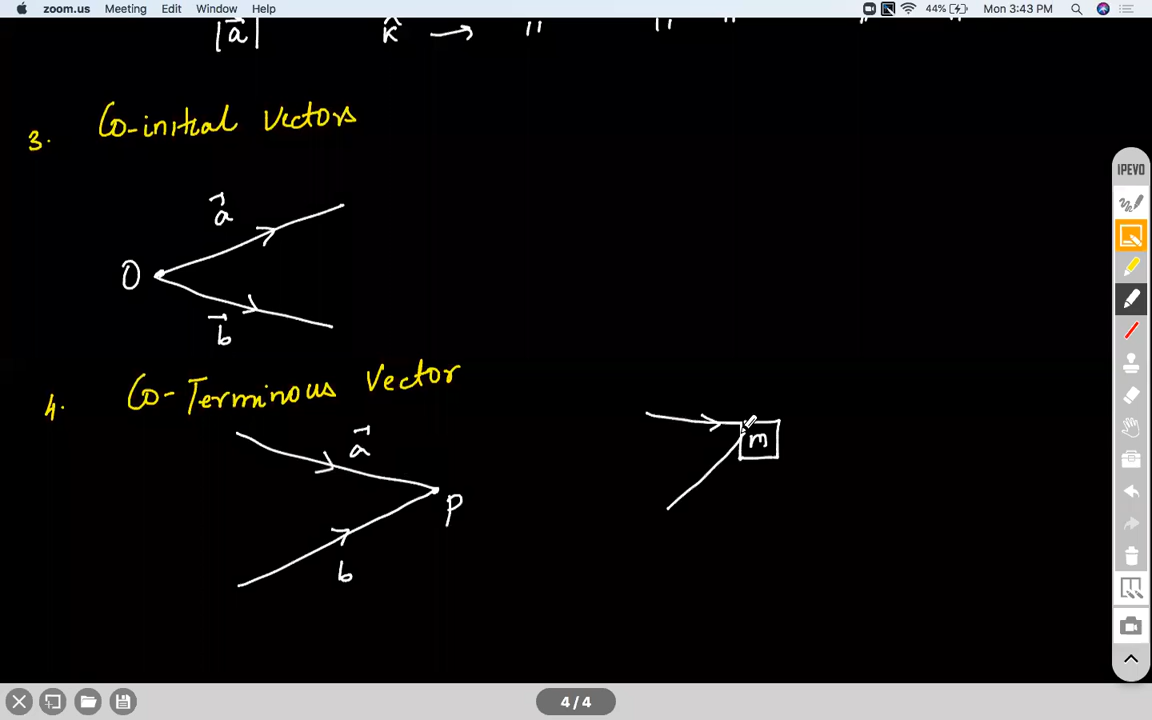 zoom.us Meeting Edit Window Help 44% Mon 3:43 PM
|a⃗| k̂ → " " " " "
IPEVO
3. Co-initial Vectors
a⃗
O
b⃗
4. Co-Terminous Vector
a⃗
m
P
b
4 / 4